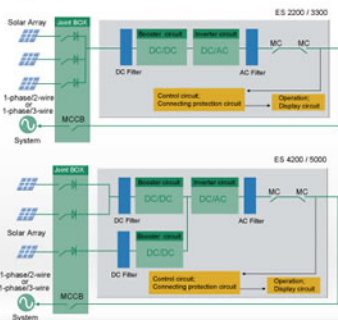 ES 2200 / 3300
Joint BOX
Solar Array
Booster circuit
DC/DC
Inverter circuit
DC/AC
MC
MC
DC Filter
AC Filter
Control circuit;
Connecting protection circuit
Operation;
Display circuit
1-phase/2-wire
or
1-phase/3-wire
MCCB
System
ES 4200 / 5000
Joint BOX
Booster circuit
DC/DC
Inverter circuit
DC/AC
MC
MC
DC Filter
AC Filter
Solar Array
Booster circuit
DC/DC
DC Filter
Control circuit;
Connecting protection circuit
Operation;
Display circuit
1-phase/2-wire
or
1-phase/3-wire
MCCB
System